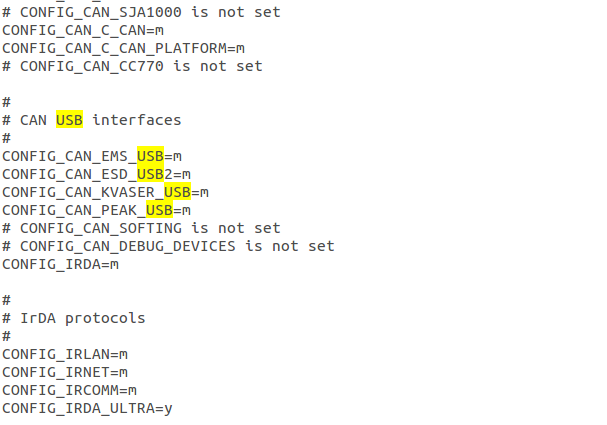 # CONFIG_CAN_SJA1000 is not set
CONFIG_CAN_C_CAN=m
CONFIG_CAN_C_CAN_PLATFORM=m
# CONFIG_CAN_CC770 is not set
#
# CAN USB interfaces
#
CONFIG_CAN_EMS_USB=m
CONFIG_CAN_ESD_USB2=m
CONFIG_CAN_KVASER_USB=m
CONFIG_CAN_PEAK_USB=m
# CONFIG_CAN_SOFTING is not set
# CONFIG_CAN_DEBUG_DEVICES is not set
CONFIG_IRDA=m
#
# IrDA protocols
#
CONFIG_IRLAN=m
CONFIG_IRNET=m
CONFIG_IRCOMM=m
CONFIG_IRDA_ULTRA=y